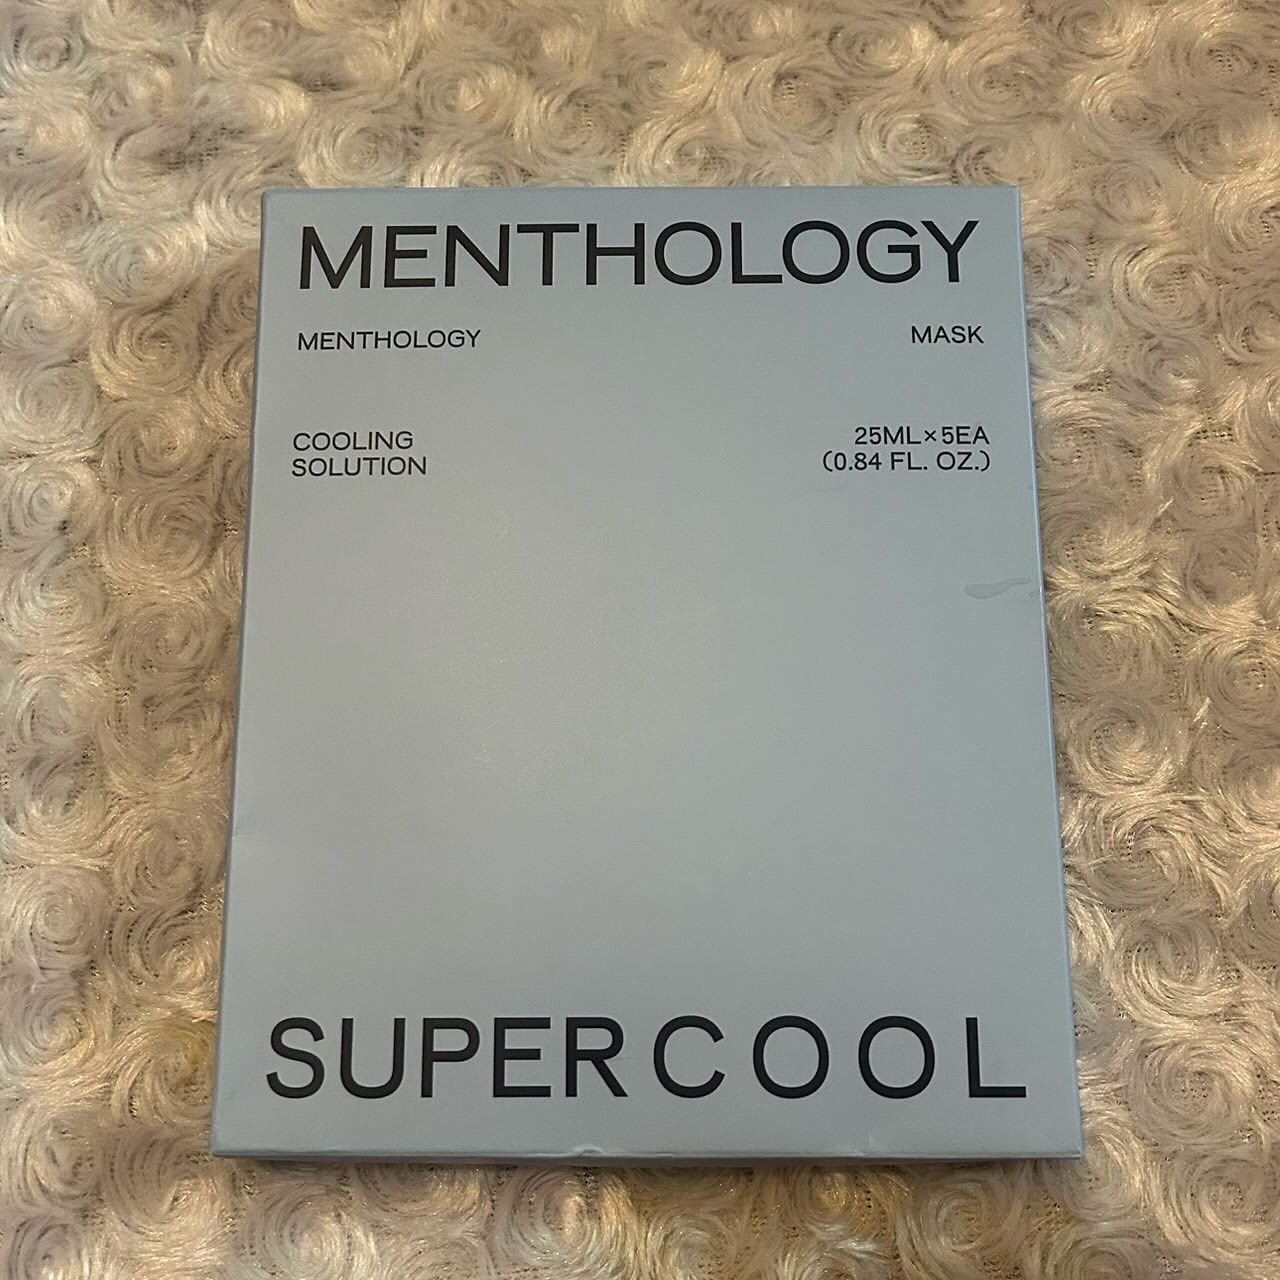 MENTHOLOGY
MENTHOLOGY MASK
COOLING
SOLUTION
25ML×5EA
(0.84 FL. OZ.)
SUPERCOOL